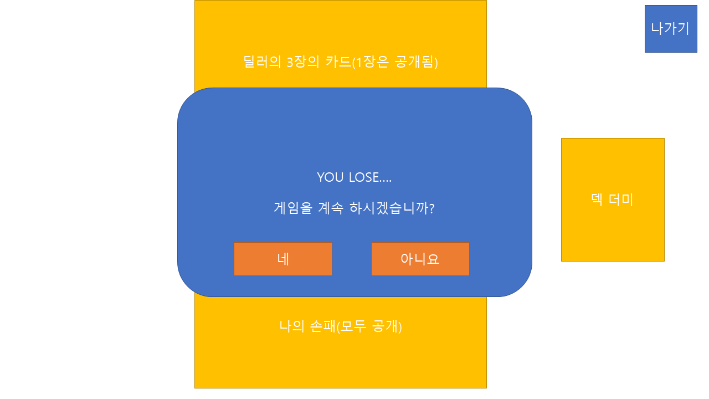 나가기
딜러의 3장의 카드(1장은 공개됨)
YOU LOSE....
게임을 계속 하시겠습니까?
네
아니요
덱 더미
나의 손패(모두 공개)